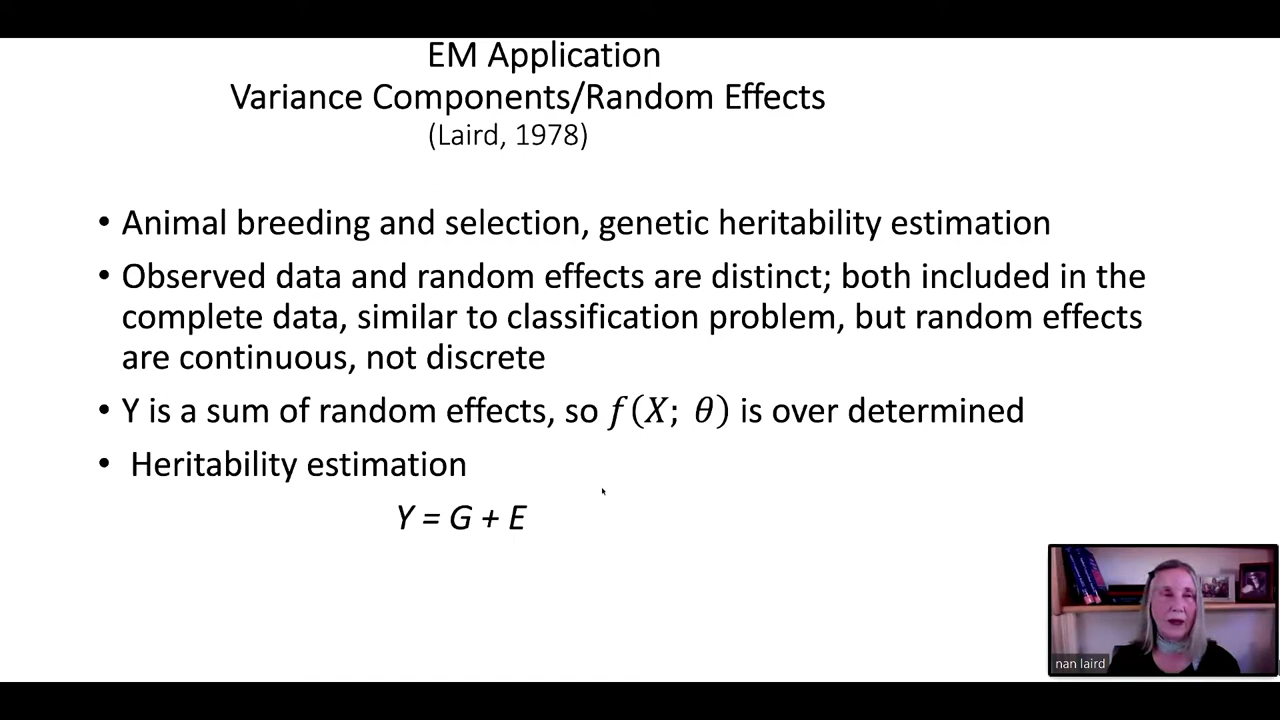 EM Application
Variance Components/Random Effects
(Laird, 1978)
• Animal breeding and selection, genetic heritability estimation
• Observed data and random effects are distinct; both included in the
complete data, similar to classification problem, but random effects
are continuous, not discrete
• Y is a sum of random effects, so f(X; θ) is over determined
• Heritability estimation
Y = G + E
nan laird